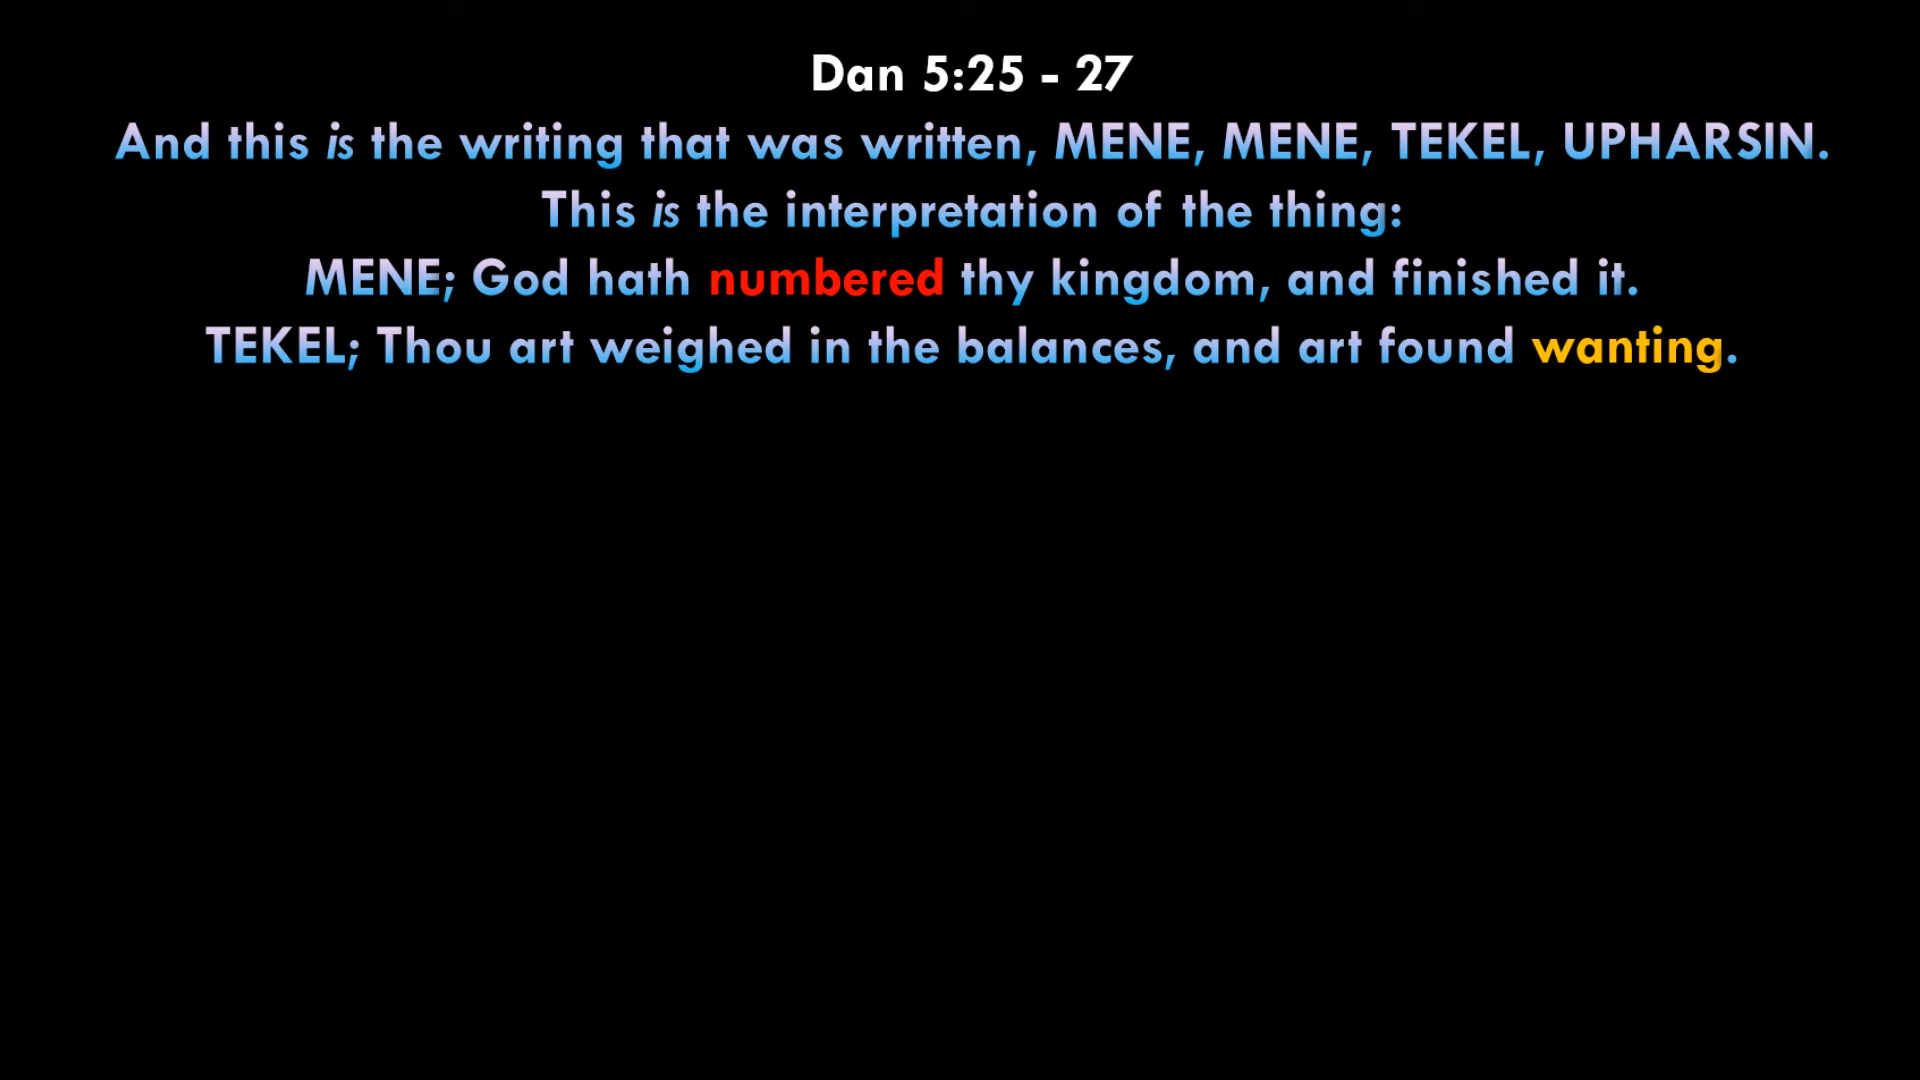 Dan 5:25 - 27
And this is the writing that was written, MENE, MENE, TEKEL, UPHARSIN.
This is the interpretation of the thing:
MENE; God hath numbered thy kingdom, and finished it.
TEKEL; Thou art weighed in the balances, and art found wanting.